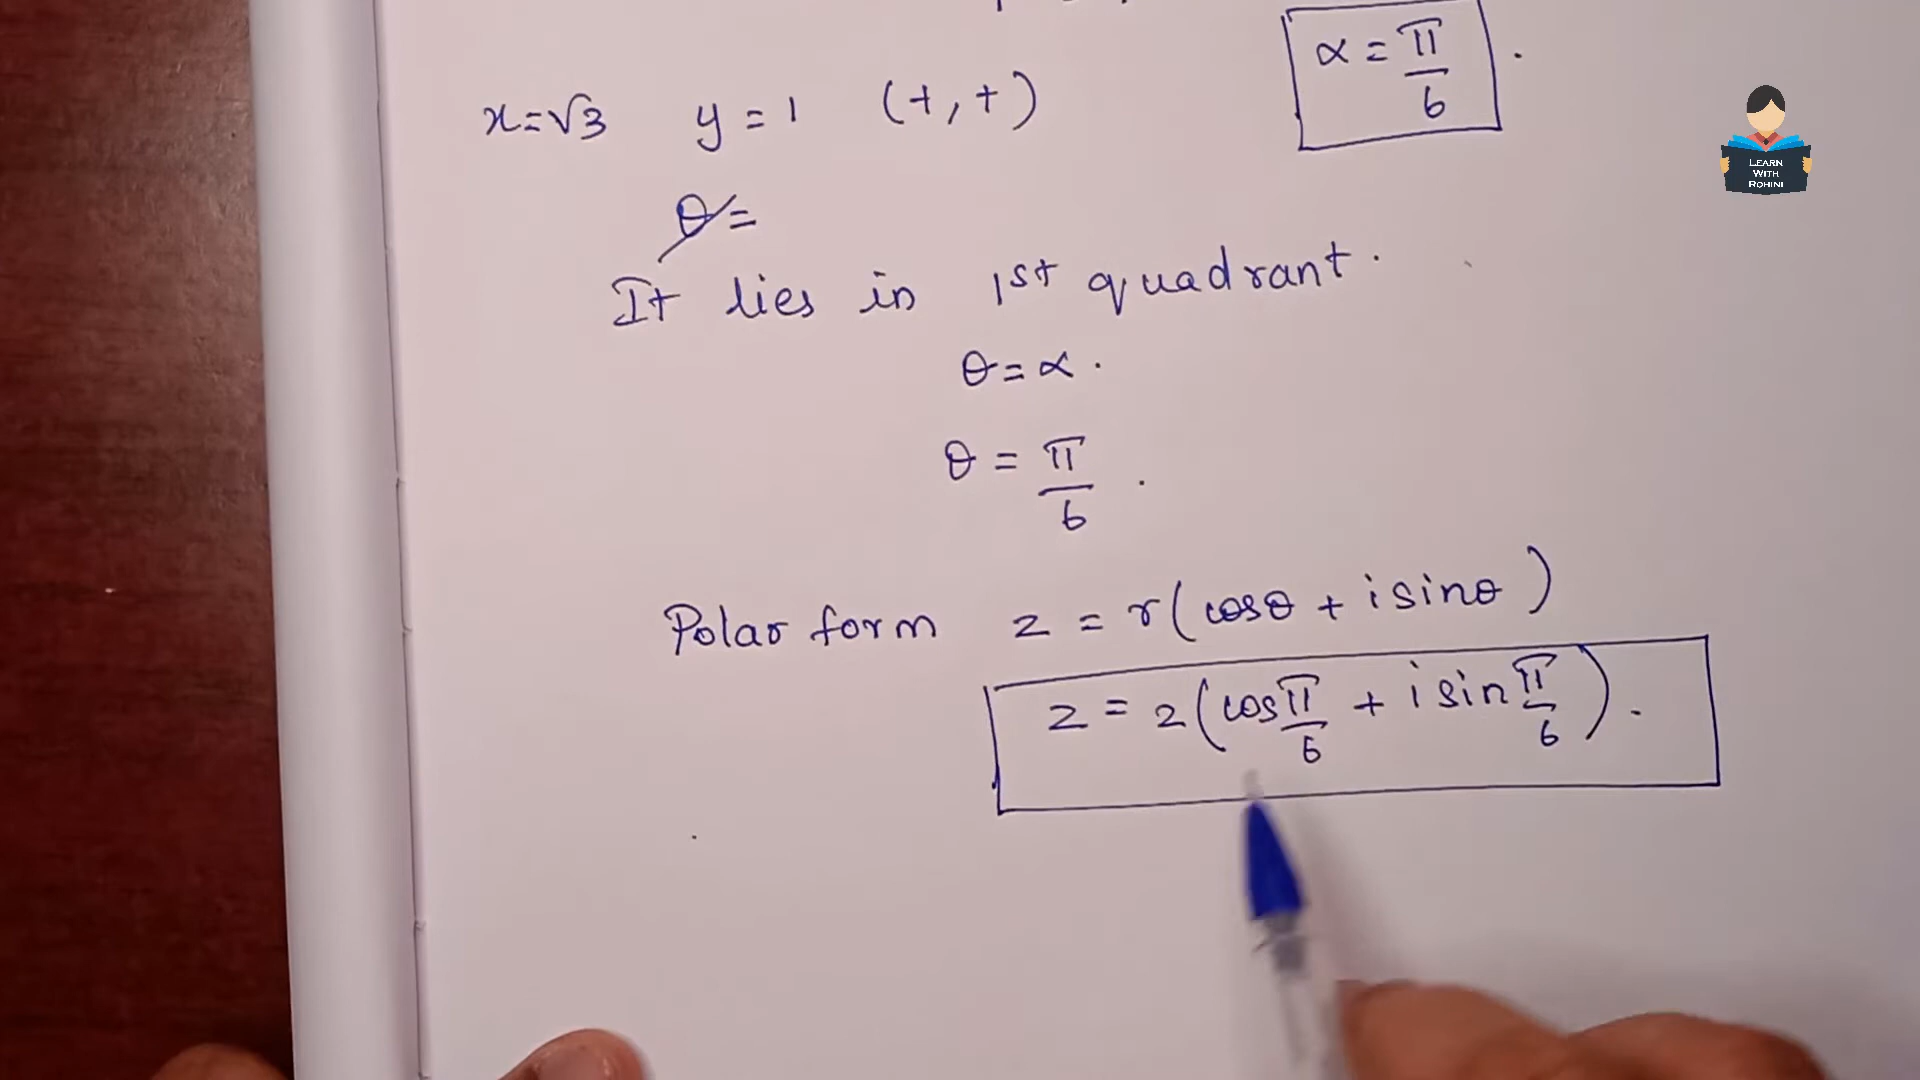 α = π/6 .
x=√3 y = 1 (+, +)
LEARN
WITH
ROHINI
θ =
It lies in 1st quadrant.
θ = α .
θ = π/6 .
Polar form z = r(cosθ + i sinθ)
z = 2(cos π/6 + i sin π/6) .